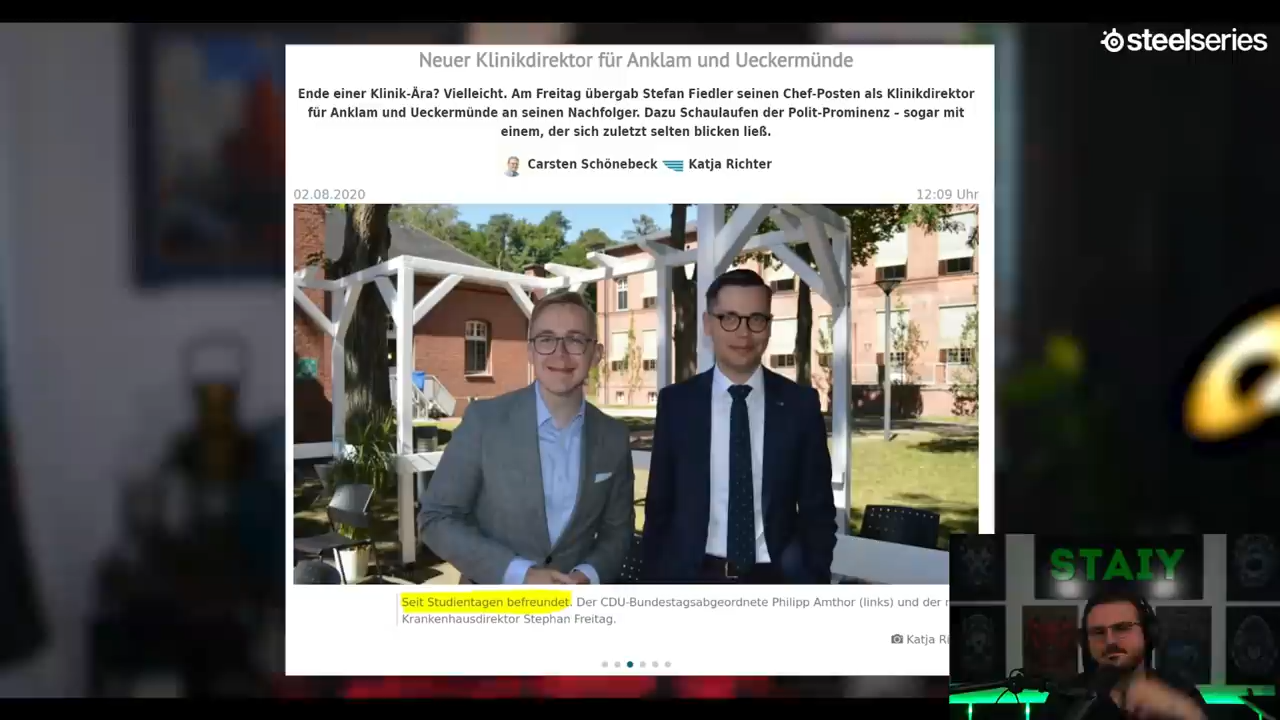 steelseries
Neuer Klinikdirektor für Anklam und Ueckermünde
Ende einer Klinik-Ära? Vielleicht. Am Freitag übergab Stefan Fiedler seinen Chef-Posten als Klinikdirektor
für Anklam und Ueckermünde an seinen Nachfolger. Dazu Schaulaufen der Polit-Prominenz – sogar mit
einem, der sich zuletzt selten blicken ließ.
Carsten Schönebeck Katja Richter
02.08.2020 12:09 Uhr
Seit Studientagen befreundet. Der CDU-Bundestagsabgeordnete Philipp Amthor (links) und der
Krankenhausdirektor Stephan Freitag.
Katja
STAIY